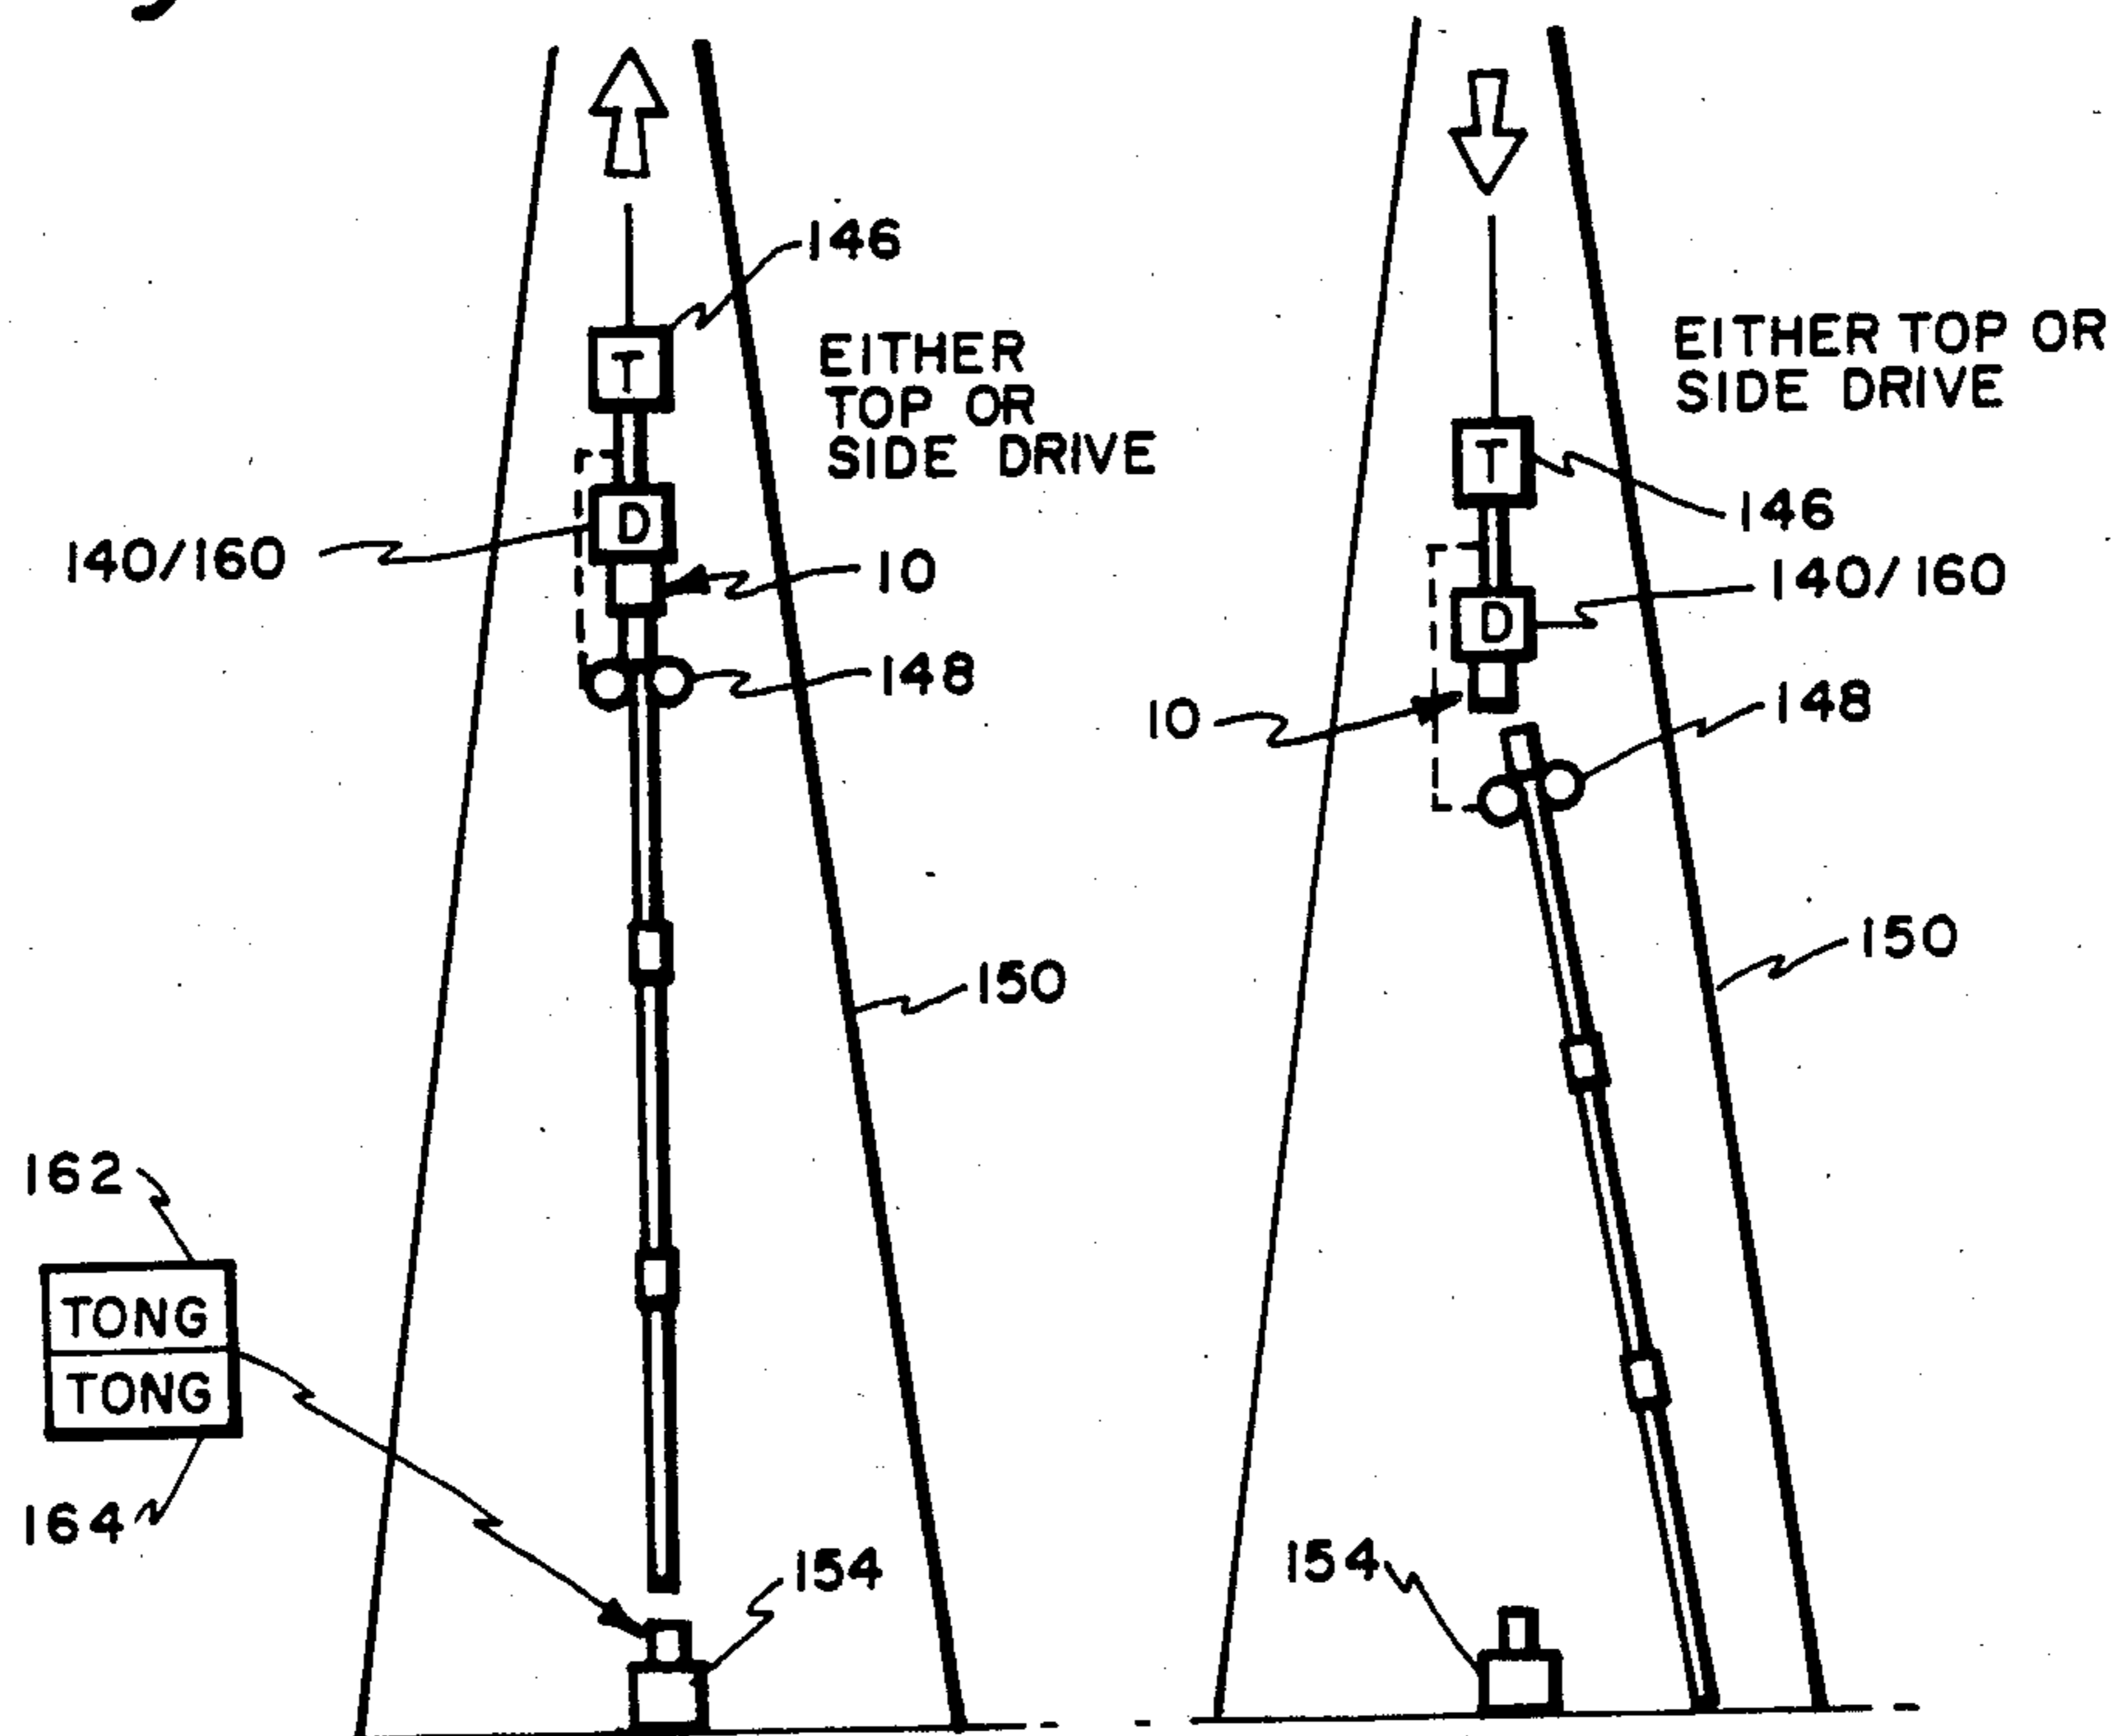 146
EITHER
TOP OR
SIDE DRIVE
T
D
140/160
10
148
150
162
TONG
TONG
164
154
EITHER TOP OR
SIDE DRIVE
T
146
D
140/160
10
148
150
154